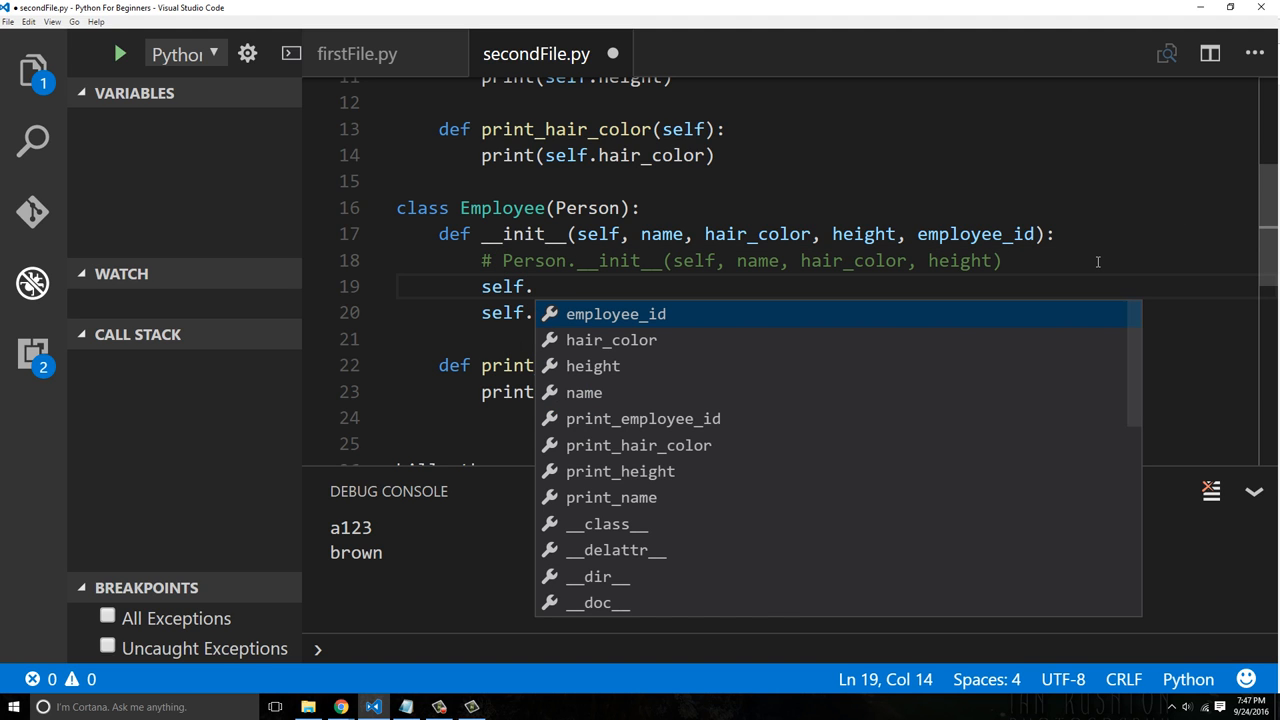 ● secondFile.py - Python For Beginners - Visual Studio Code
File Edit View Go Help
Python
firstFile.py
secondFile.py
VARIABLES
WATCH
CALL STACK
BREAKPOINTS
All Exceptions
Uncaught Exceptions
1
2
11 print(self.height)
12
13 def print_hair_color(self):
14 print(self.hair_color)
15
16 class Employee(Person):
17 def __init__(self, name, hair_color, height, employee_id):
18 # Person.__init__(self, name, hair_color, height)
19 self.
20 self.
21
22 def print
23 print
24
25
employee_id
hair_color
height
name
print_employee_id
print_hair_color
print_height
print_name
__class__
__delattr__
__dir__
__doc__
DEBUG CONSOLE
a123
brown
0 0 Ln 19, Col 14 Spaces: 4 UTF-8 CRLF Python
I'm Cortana. Ask me anything.
7:47 PM
9/24/2016